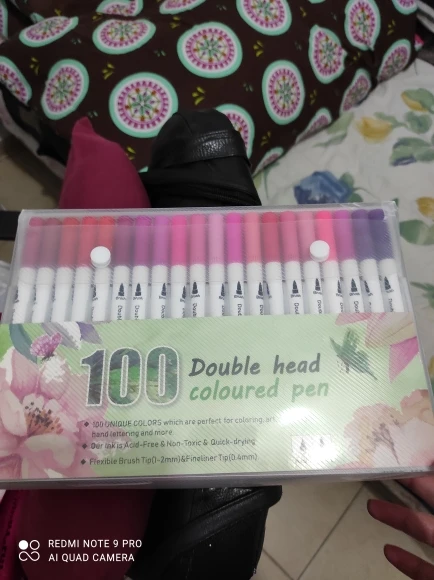 100 Double head
coloured pen
100 UNIQUE COLORS which are perfect for coloring, art
hand lettering and more.
Our ink is Acid-Free & Non-Toxic & Quick-drying
Flexible Brush Tip(1-2mm)&Fineliner Tip(0.4mm)
REDMI NOTE 9 PRO
AI QUAD CAMERA